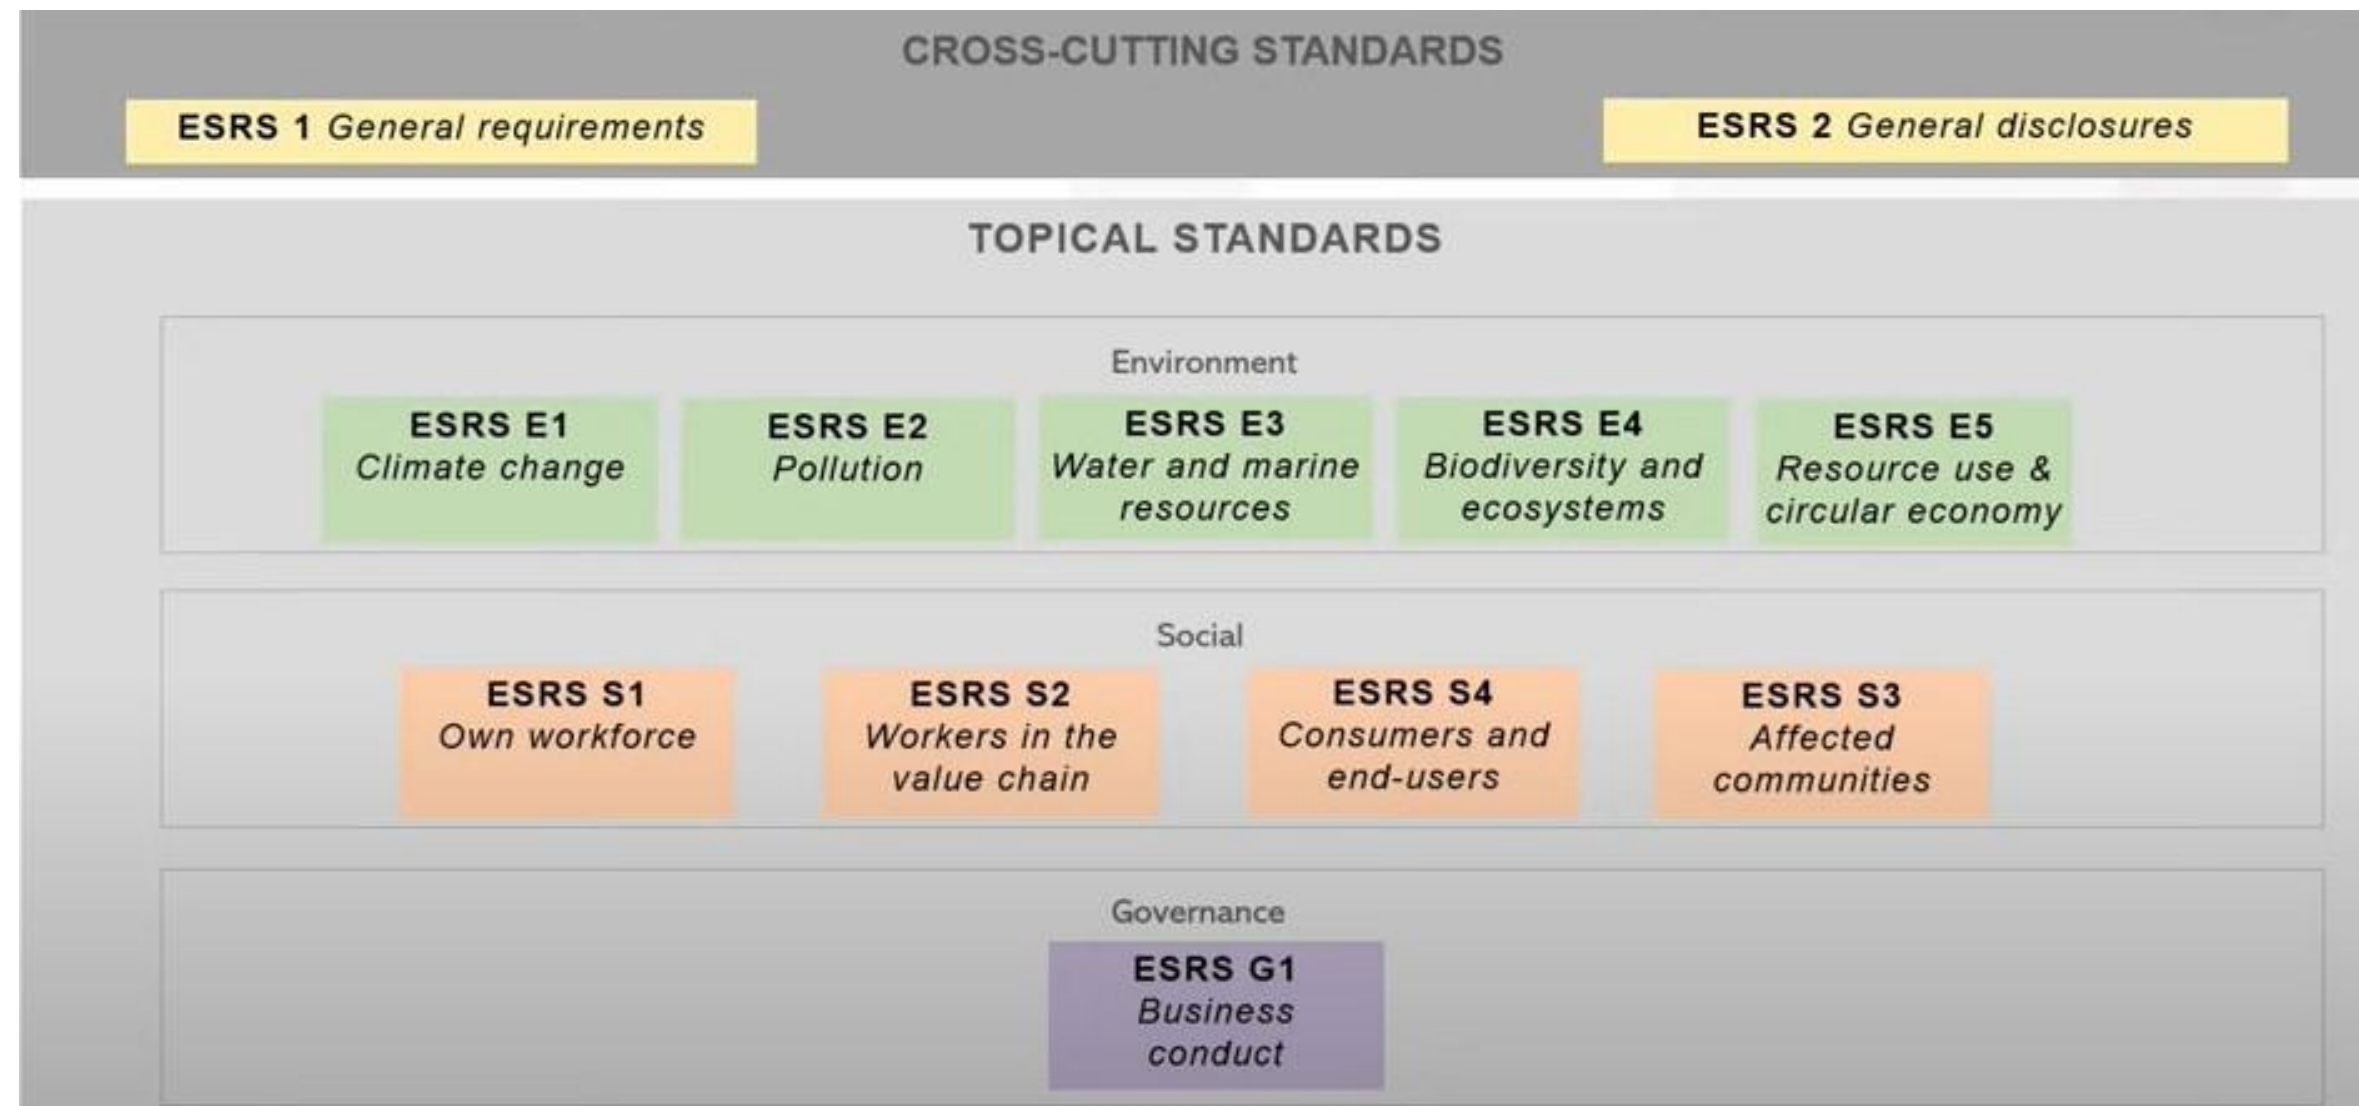 CROSS-CUTTING STANDARDS
ESRS 1 General requirements
ESRS 2 General disclosures
TOPICAL STANDARDS
Environment
ESRS E1
Climate change
ESRS E2
Pollution
ESRS E3
Water and marine
resources
ESRS E4
Biodiversity and
ecosystems
ESRS E5
Resource use &
circular economy
Social
ESRS S1
Own workforce
ESRS S2
Workers in the
value chain
ESRS S4
Consumers and
end-users
ESRS S3
Affected
communities
Governance
ESRS G1
Business
conduct